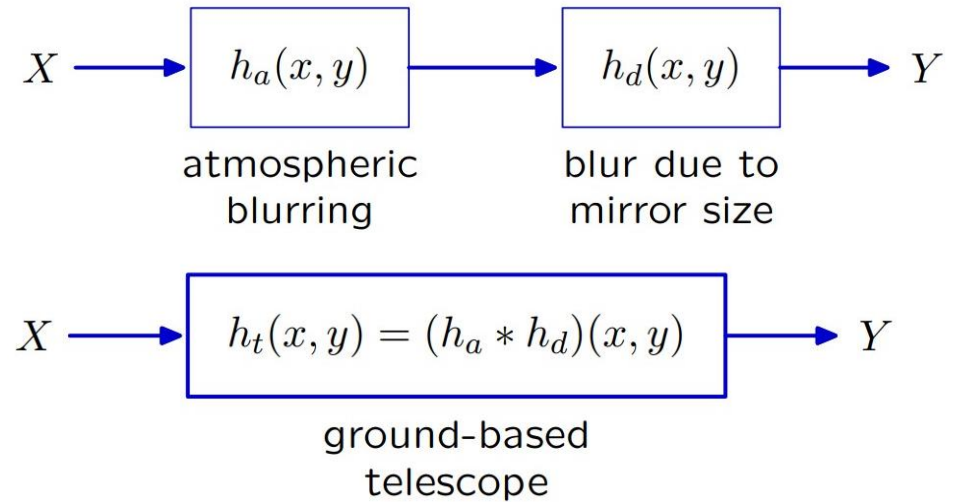 X h_a(x, y) h_d(x, y) Y
atmospheric blur due to
blurring mirror size
X h_t(x, y) = (h_a * h_d)(x, y) Y
ground-based
telescope